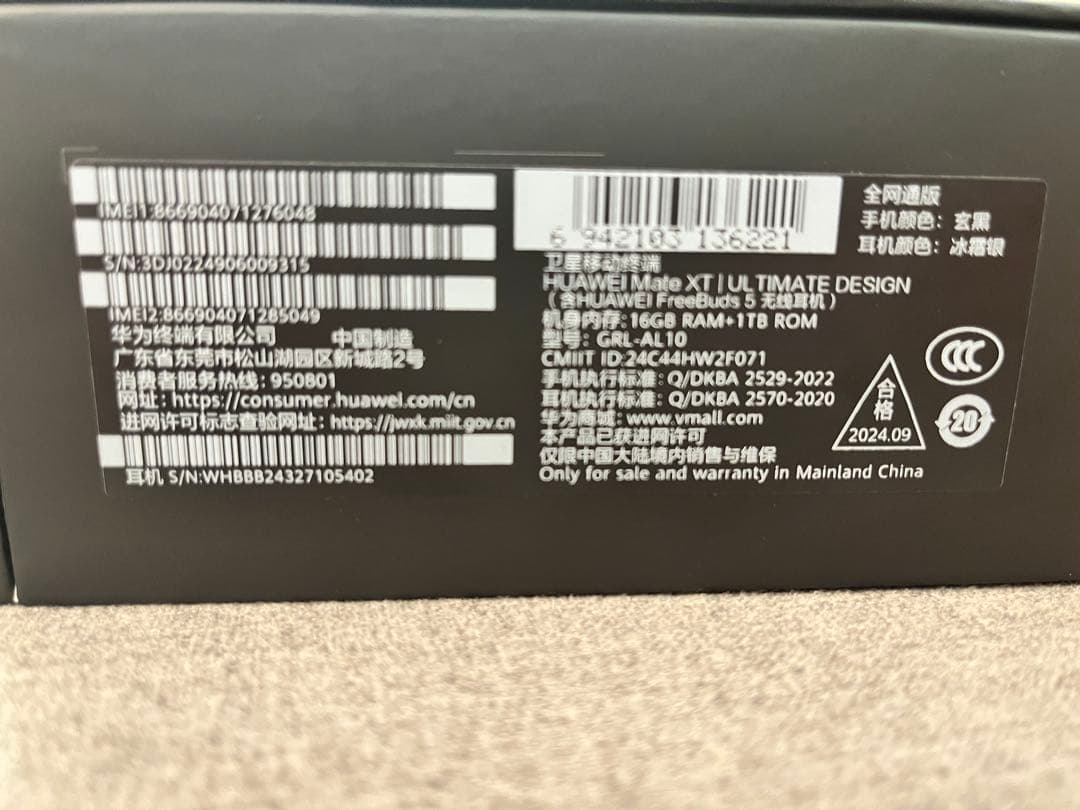 IMEI1:866904071276048
S/N:3DJ0224906009315
IMEI2:866904071285049
华为终端有限公司 中国制造
广东省东莞市松山湖园区新城路2号
消费者服务热线：950801
网址：https://consumer.huawei.com/cn
进网许可标志查验网址：https://jwxk.miit.gov.cn
耳机 S/N:WHBBB24327105402
6 942103 136221
全网通版
手机颜色：玄黑
耳机颜色：冰霜银
卫星移动终端
HUAWEI Mate XT | ULTIMATE DESIGN
（含HUAWEI FreeBuds 5 无线耳机）
机身内存：16GB RAM+1TB ROM
型号：GRL-AL10
CMIIT ID:24C44HW2F071
手机执行标准：Q/DKBA 2529-2022
耳机执行标准：Q/DKBA 2570-2020
华为商城：www.vmall.com
本产品已获进网许可
仅限中国大陆境内销售与维保
Only for sale and warranty in Mainland China
合格
2024.09
CCC
20